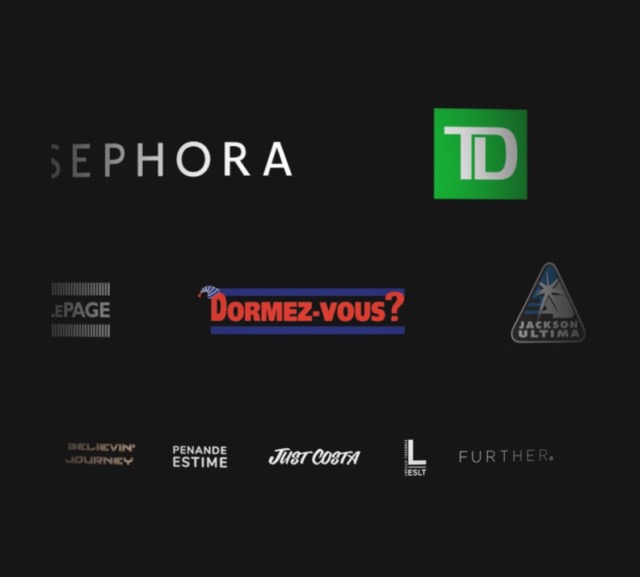 SEPHORA
TD
LEPAGE
DORMEZ-VOUS?
JACKSON
ULTIMA
BELIEVIN'
JOURNEY
PENANDE
ESTIME
JUST COSTA
L
ESLT
FURTHER